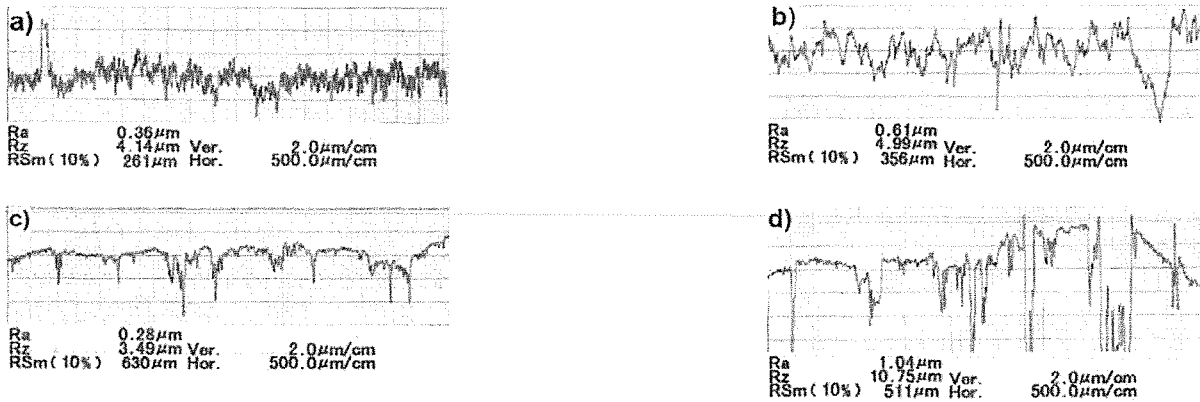 a)
Ra 0.36μm
Rz 4.14μm Ver. 2.0μm/cm
RSm(10%) 261μm Hor. 500.0μm/cm
b)
Ra 0.61μm
Rz 4.99μm Ver. 2.0μm/cm
RSm(10%) 356μm Hor. 500.0μm/cm
c)
Ra 0.28μm
Rz 3.49μm Ver. 2.0μm/cm
RSm(10%) 630μm Hor. 500.0μm/cm
d)
Ra 1.04μm
Rz 10.75μm Ver. 2.0μm/cm
RSm(10%) 511μm Hor. 500.0μm/cm